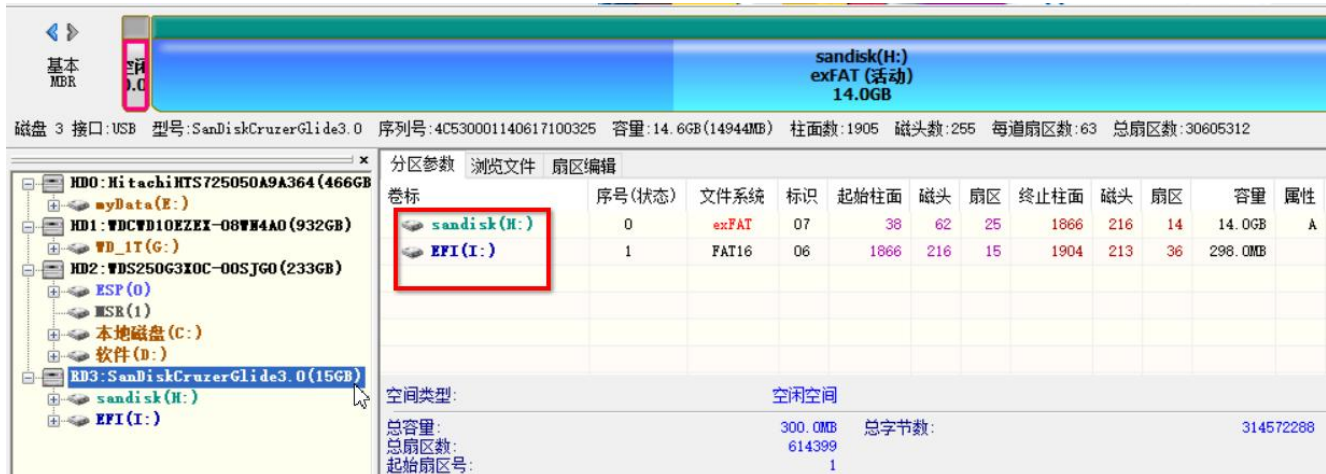 基本
MBR
sandisk(H:)
exFAT (活动)
14.0GB
磁盘 3 接口:USB 型号:SanDiskCruzerGlide3.0 序列号:4C530001140617100325 容量:14.6GB(14944MB) 柱面数:1905 磁头数:255 每道扇区数:63 总扇区数:30605312
HD0:HitachiHTS725050A9A364(466GB
myData(E:)
HD1:WDCWD10EZEX-08WN4A0(932GB)
WD_1T(G:)
HD2:WDS250G3X0C-00SJG0(233GB)
ESP(0)
MSR(1)
本地磁盘(C:)
软件(D:)
RD3:SanDiskCruzerGlide3.0(15GB)
sandisk(H:)
EFI(I:)
分区参数 浏览文件 扇区编辑
卷标 序号(状态) 文件系统 标识 起始柱面 磁头 扇区 终止柱面 磁头 扇区 容量 属性
sandisk(H:) 0 exFAT 07 38 62 25 1866 216 14 14.0GB A
EFI(I:) 1 FAT16 06 1866 216 15 1904 213 36 298.0MB
空间类型: 空闲空间
总容量: 300.0MB 总字节数: 314572288
总扇区数: 614399
起始扇区号: 1